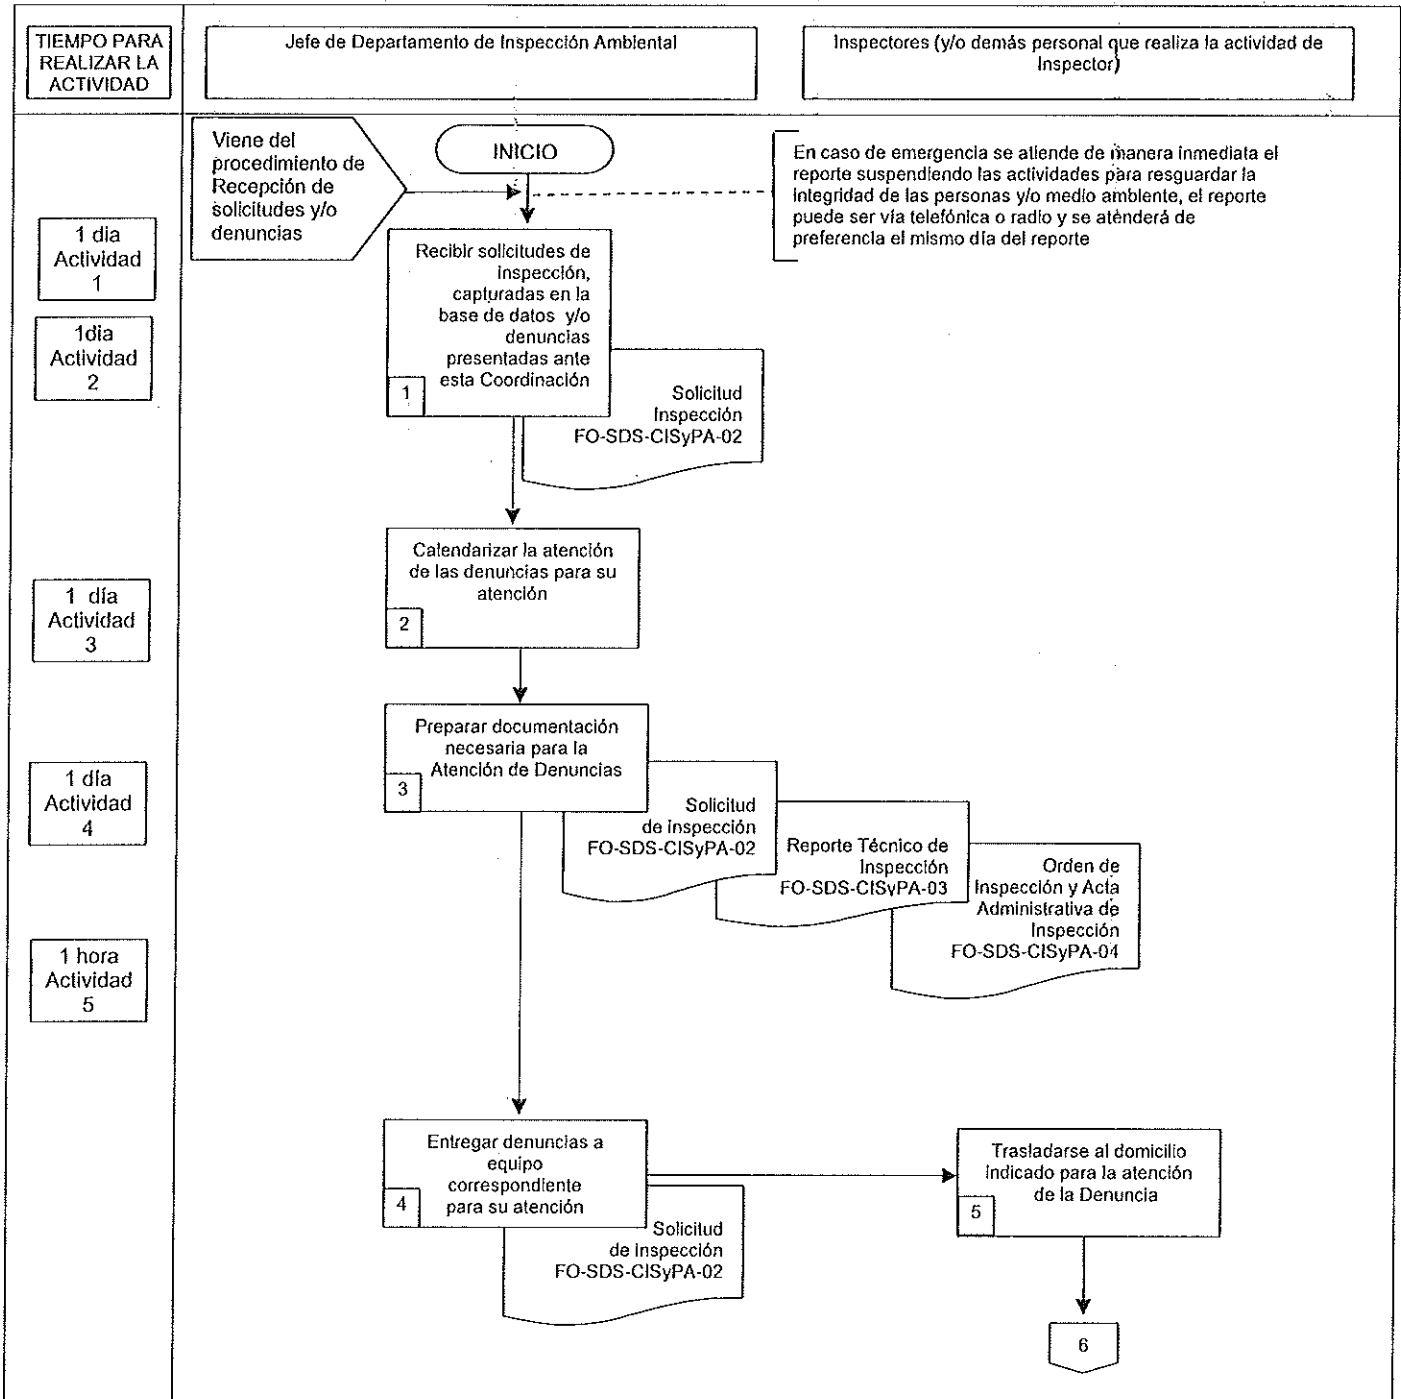 TIEMPO PARA
REALIZAR LA
ACTIVIDAD
Jefe de Departamento de Inspección Ambiental
Inspectores (y/o demás personal que realiza la actividad de
Inspector)
Viene del
procedimiento de
Recepción de
solicitudes y/o
denuncias
INICIO
En caso de emergencia se atiende de manera inmediata el
reporte suspendiendo las actividades para resguardar la
integridad de las personas y/o medio ambiente, el reporte
puede ser vía telefónica o radio y se atenderá de
preferencia el mismo día del reporte
1 día
Actividad
1
Recibir solicitudes de
inspección,
capturadas en la
base de datos y/o
denuncias
presentadas ante
esta Coordinación
1
1dia
Actividad
2
Solicitud
Inspección
FO-SDS-CISyPA-02
Calendarizar la atención
de las denuncias para su
atención
2
1 día
Actividad
3
Preparar documentación
necesaria para la
Atención de Denuncias
3
1 día
Actividad
4
Solicitud
de inspección
FO-SDS-CISyPA-02
Reporte Técnico de
Inspección
FO-SDS-CISyPA-03
Orden de
Inspección y Acta
Administrativa de
Inspección
FO-SDS-CISyPA-04
1 hora
Actividad
5
Entregar denuncias a
equipo
correspondiente
para su atención
4
Solicitud
de inspección
FO-SDS-CISyPA-02
Trasladarse al domicilio
indicado para la atención
de la Denuncia
5
6